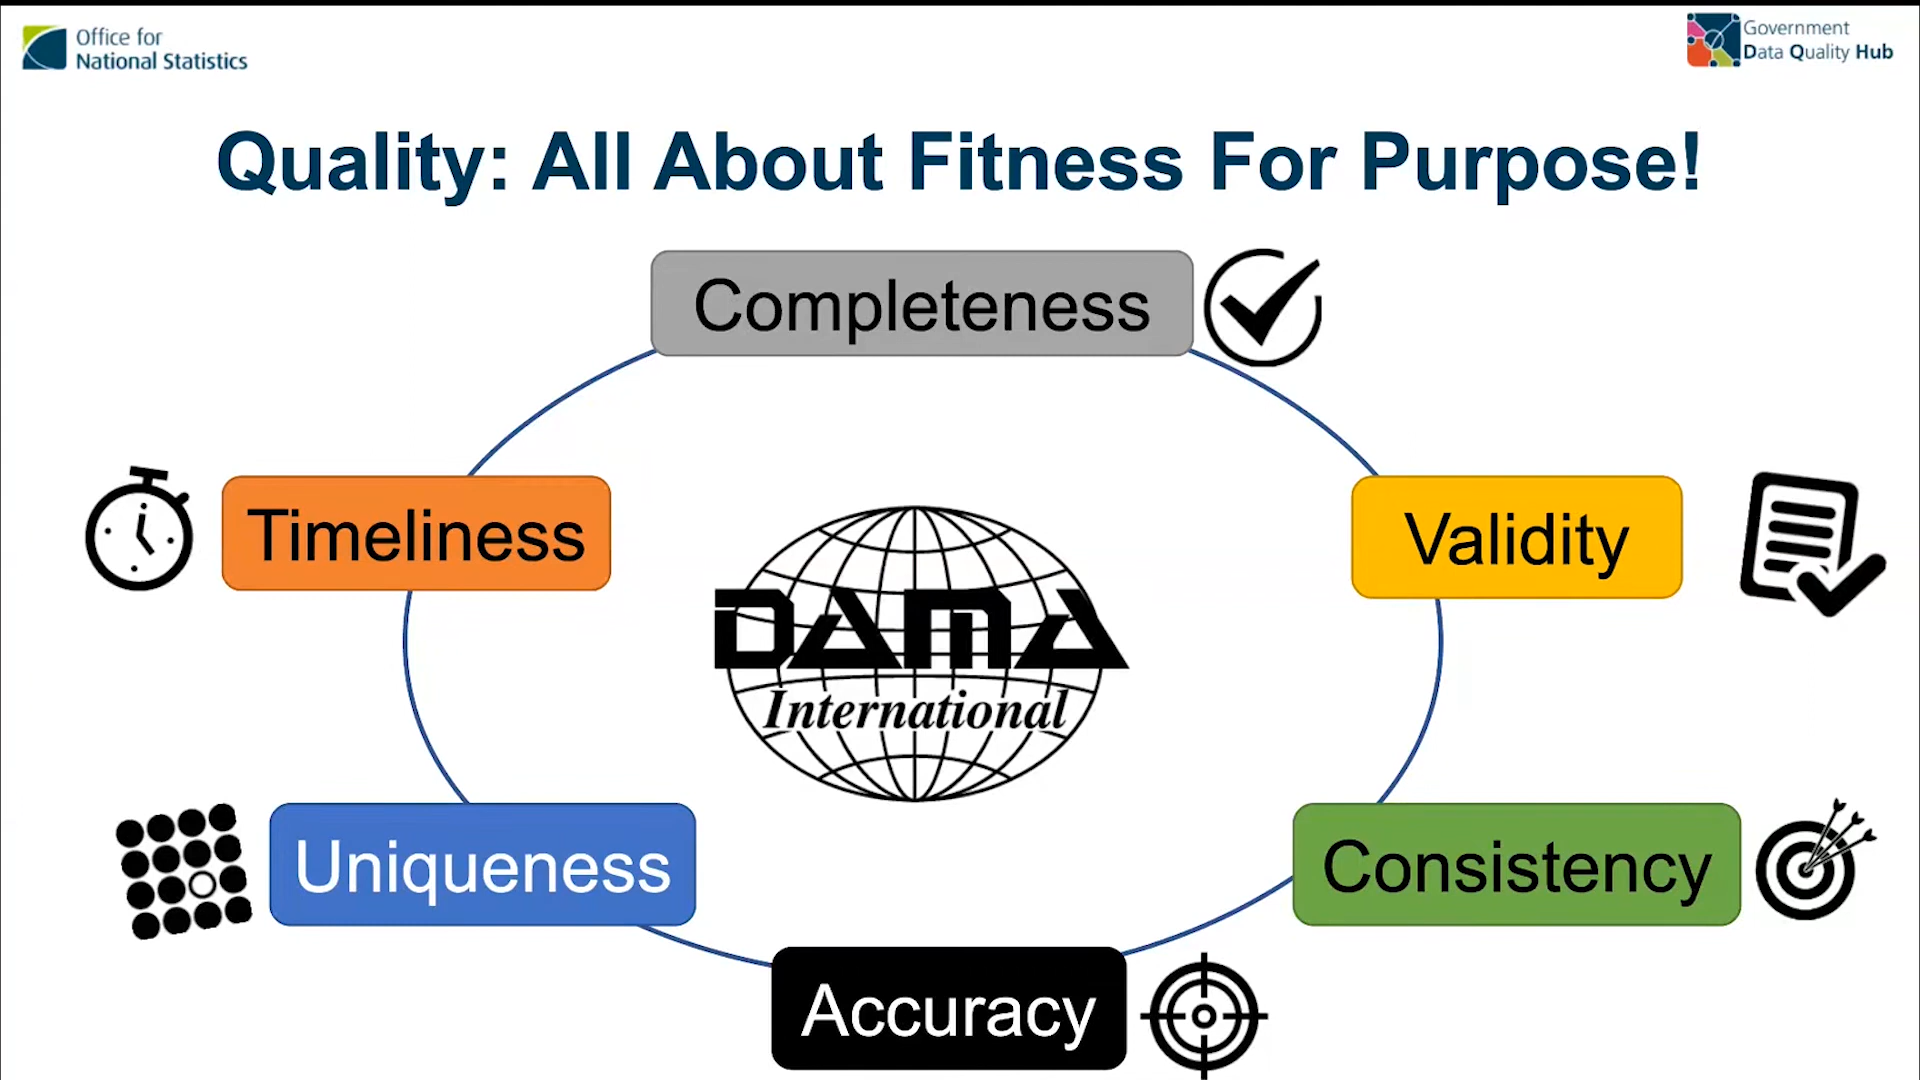 Office for
National Statistics
Government
Data Quality Hub
Quality: All About Fitness For Purpose!
Completeness
Timeliness
Validity
DAMA
International
Uniqueness
Consistency
Accuracy